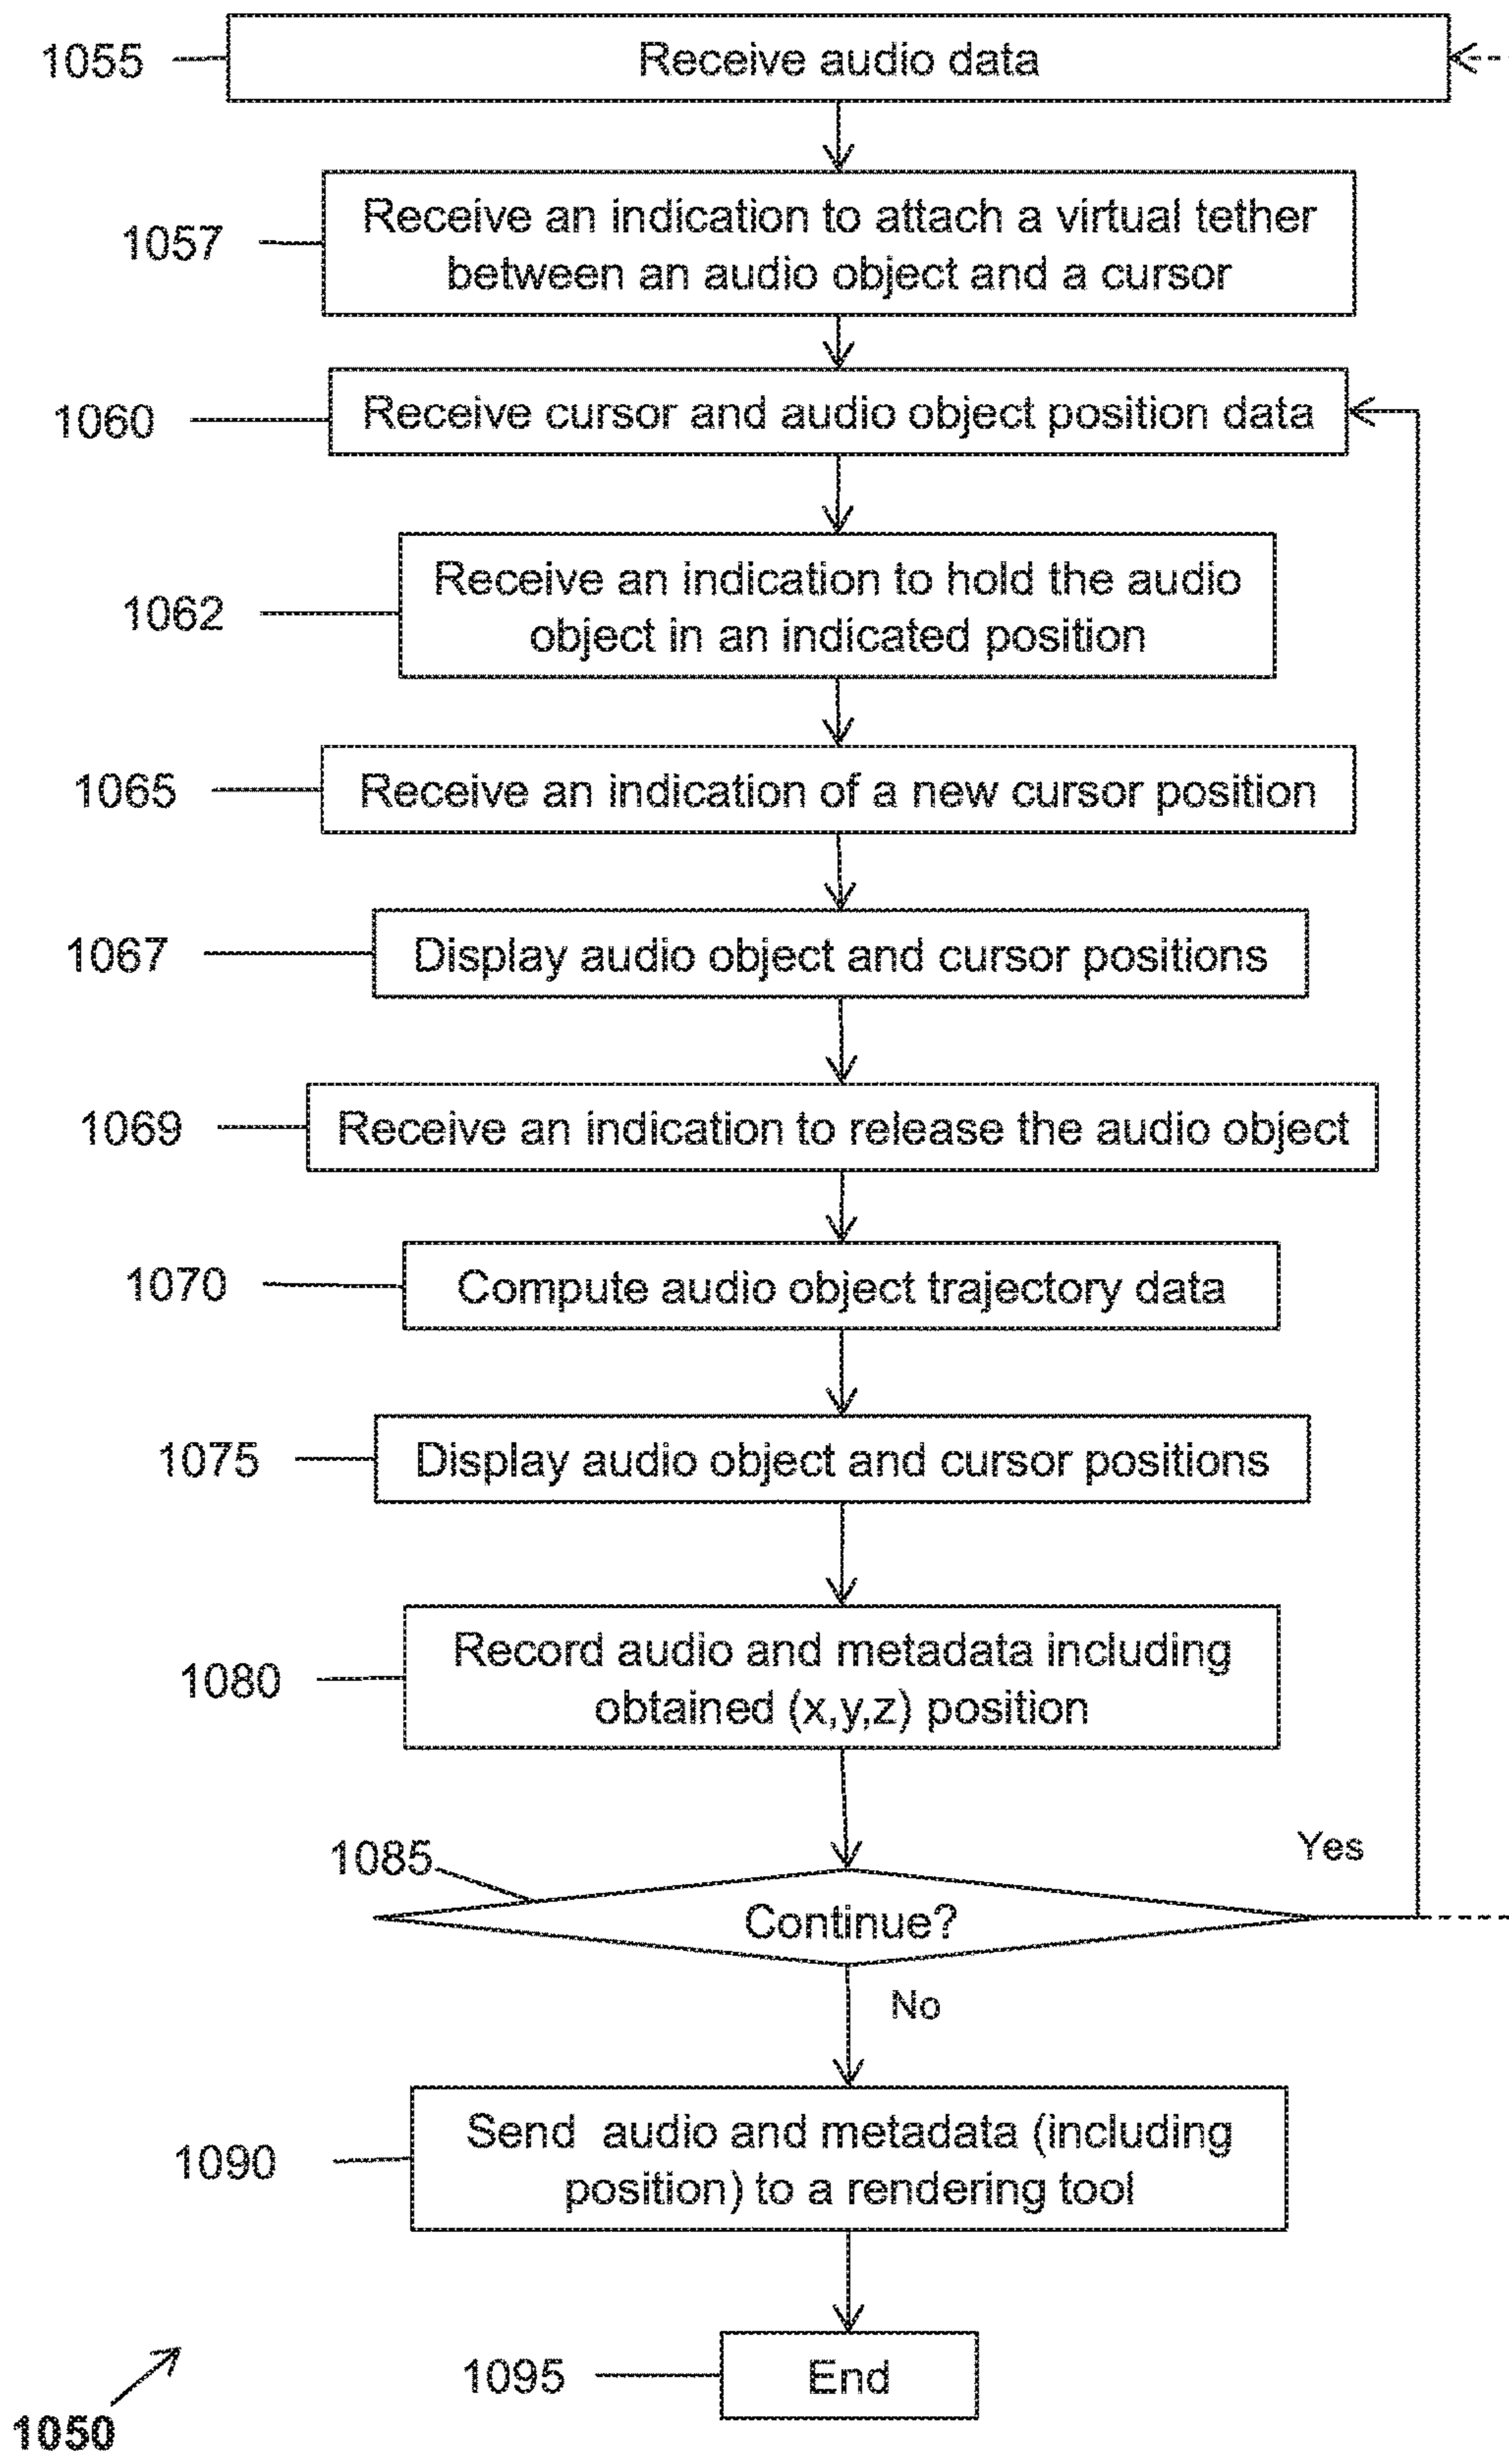 1055
Receive audio data
1057
Receive an indication to attach a virtual tether
between an audio object and a cursor
1060
Receive cursor and audio object position data
1062
Receive an indication to hold the audio
object in an indicated position
1065
Receive an indication of a new cursor position
1067
Display audio object and cursor positions
1069
Receive an indication to release the audio object
1070
Compute audio object trajectory data
1075
Display audio object and cursor positions
1080
Record audio and metadata including
obtained (x,y,z) position
1085
Yes
Continue?
No
1090
Send audio and metadata (including
position) to a rendering tool
1095
End
1050